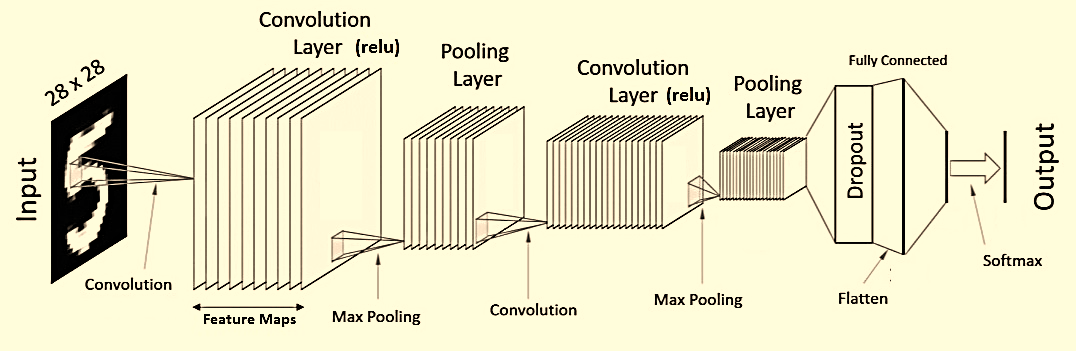 Convolution
Layer (relu)
Pooling
Layer
Convolution
Layer (relu)
Pooling
Layer
Fully Connected
28 x 28
Input
Dropout
Output
Convolution
Feature Maps
Max Pooling
Convolution
Max Pooling
Flatten
Softmax